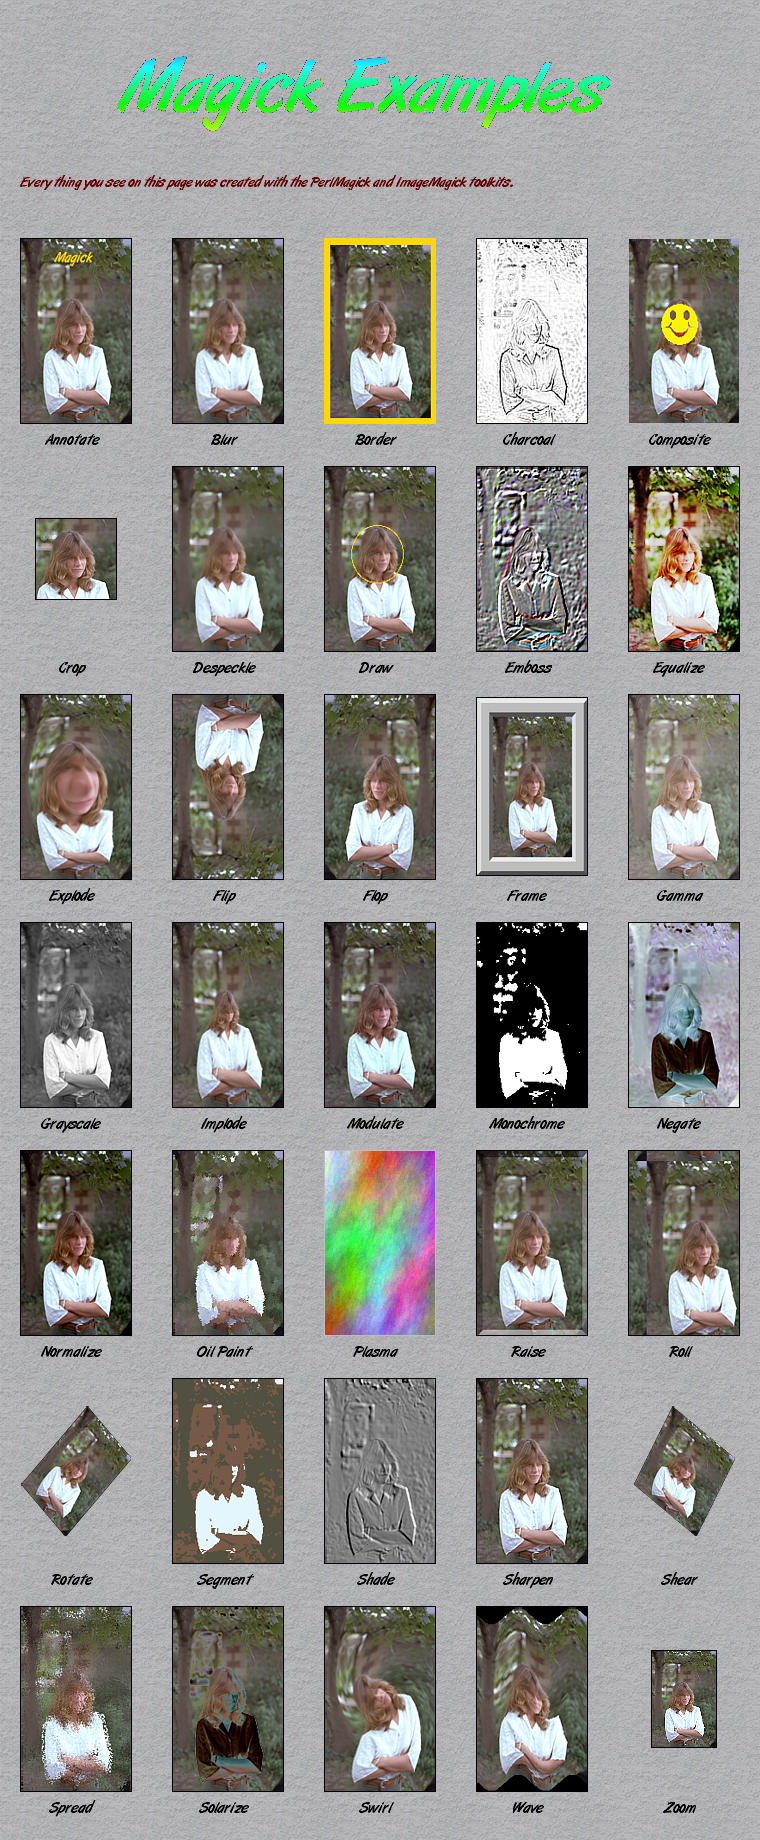 Magick Examples
Every thing you see on this page was created with the PerlMagick and ImageMagick toolkits.
Magick
Annotate Blur Border Charcoal Composite
Crop Despeckle Draw Emboss Equalize
Explode Flip Flop Frame Gamma
Grayscale Implode Modulate Monochrome Negate
Normalize Oil Paint Plasma Raise Roll
Rotate Segment Shade Sharpen Shear
Spread Solarize Swirl Wave Zoom